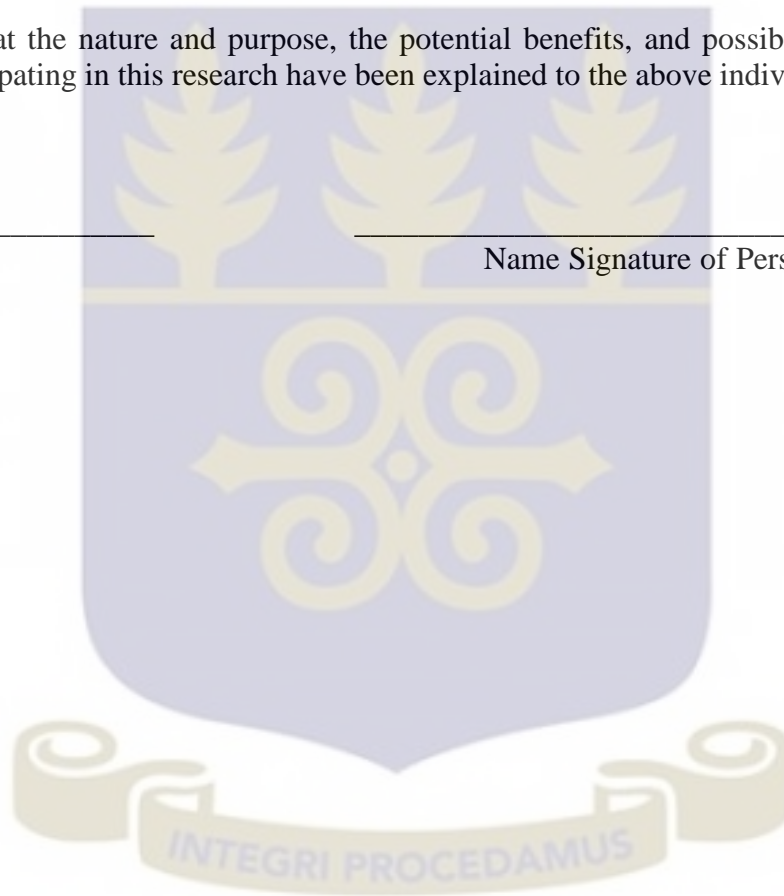 at the nature and purpose, the potential benefits, and possib
pating in this research have been explained to the above indiv
Name Signature of Pers
INTEGRI PROCEDAMUS